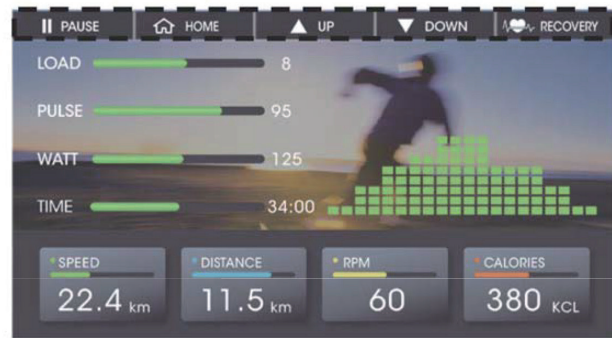 PAUSE HOME UP DOWN RECOVERY
LOAD 8
PULSE 95
WATT 125
TIME 34:00
SPEED DISTANCE RPM CALORIES
22.4 km 11.5 km 60 380 KCL